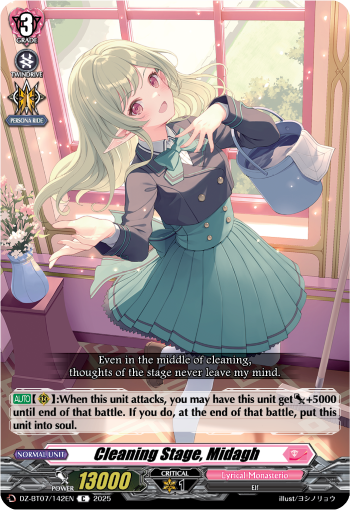 3
GRADE
TWINDRIVE
PERSONA RIDE
Even in the middle of cleaning,
thoughts of the stage never leave my mind.
AUTO【 】:When this unit attacks, you may have this unit get +5000
until end of that battle. If you do, at the end of that battle, put this
unit into soul.
NORMAL UNIT
Cleaning Stage, Midagh
POWER 13000
CRITICAL
1
Lyrical Monasterio
Elf
DZ-BT07/142EN C 2025
illust/ヨシノリュウ